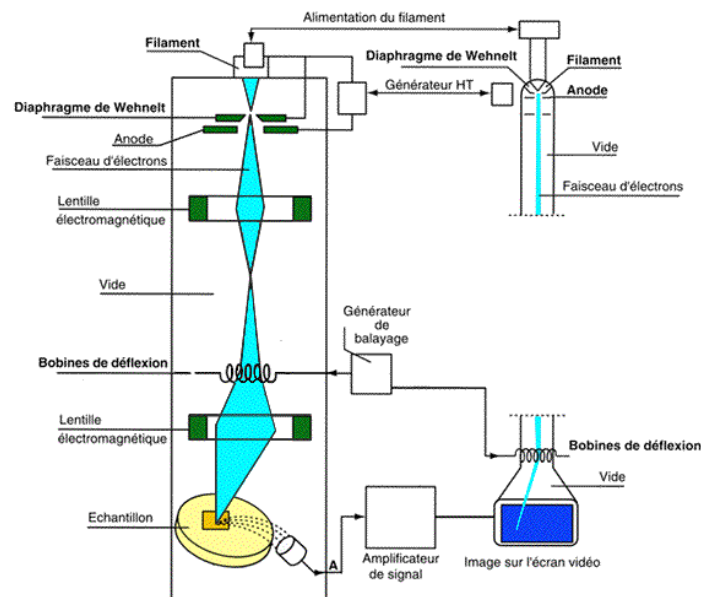 Alimentation du filament
Filament
Diaphragme de Wehnelt
Filament
Générateur HT
Anode
Diaphragme de Wehnelt
Anode
Vide
Faisceau d'électrons
Faisceau d'électrons
Lentille
électromagnétique
Vide
Générateur
de
balayage
Bobines de déflexion
Lentille
électromagnétique
Bobines de déflexion
Vide
Echantillon
A
Amplificateur
de signal
Image sur l'écran vidéo